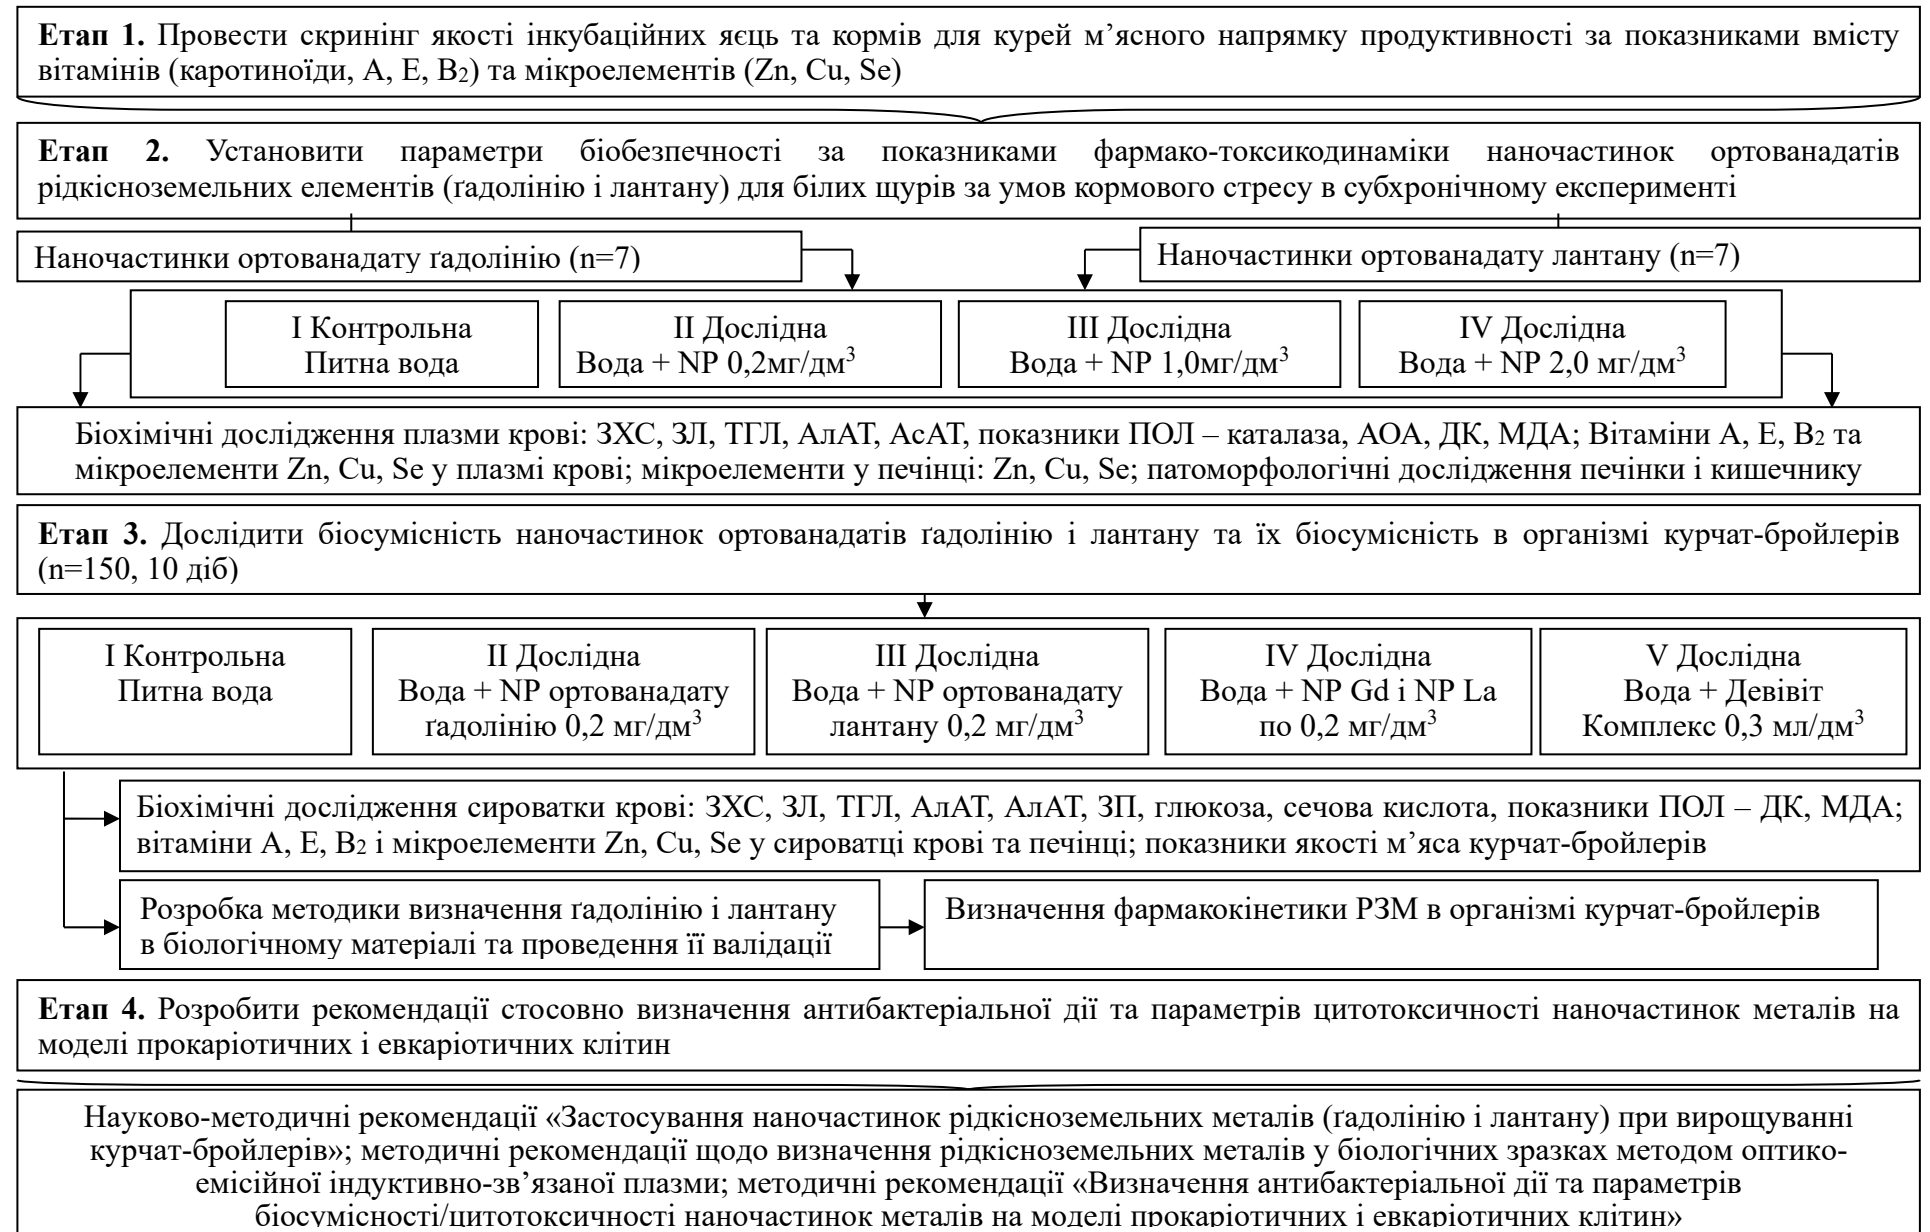 Етап 1. Провести скринінг якості інкубаційних яєць та кормів для курей м’ясного напрямку продуктивності за показниками вмісту
вітамінів (каротиноїди, А, Е, В2) та мікроелементів (Zn, Cu, Se)
Етап 2. Установити параметри біобезпечності за показниками фармако-токсикодинаміки наночастинок ортованадатів
рідкісноземельних елементів (ґадолінію і лантану) для білих щурів за умов кормового стресу в субхронічному експерименті
Наночастинки ортованадату ґадолінію (n=7)
Наночастинки ортованадату лантану (n=7)
І Контрольна
Питна вода
ІІ Дослідна
Вода + NP 0,2мг/дм³
ІІІ Дослідна
Вода + NP 1,0мг/дм³
IV Дослідна
Вода + NP 2,0 мг/дм³
Біохімічні дослідження плазми крові: ЗХС, ЗЛ, ТГЛ, АлАТ, АсАТ, показники ПОЛ – каталаза, АОА, ДК, МДА; Вітаміни А, Е, В2 та
мікроелементи Zn, Cu, Se у плазмі крові; мікроелементи у печінці: Zn, Cu, Se; патоморфологічні дослідження печінки і кишечнику
Етап 3. Дослідити біосумісність наночастинок ортованадатів ґадолінію і лантану та їх біосумісність в організмі курчат-бройлерів
(n=150, 10 діб)
І Контрольна
Питна вода
ІІ Дослідна
Вода + NP ортованадату
ґадолінію 0,2 мг/дм³
ІІІ Дослідна
Вода + NP ортованадату
лантану 0,2 мг/дм³
IV Дослідна
Вода + NP Gd і NP La
по 0,2 мг/дм³
V Дослідна
Вода + Девівіт
Комплекс 0,3 мл/дм³
Біохімічні дослідження сироватки крові: ЗХС, ЗЛ, ТГЛ, АлАТ, АлАТ, ЗП, глюкоза, сечова кислота, показники ПОЛ – ДК, МДА;
вітаміни А, Е, В2 і мікроелементи Zn, Cu, Se у сироватці крові та печінці; показники якості м’яса курчат-бройлерів
Розробка методики визначення ґадолінію і лантану
в біологічному матеріалі та проведення її валідації
Визначення фармакокінетики РЗМ в організмі курчат-бройлерів
Етап 4. Розробити рекомендації стосовно визначення антибактеріальної дії та параметрів цитотоксичності наночастинок металів на
моделі прокаріотичних і евкаріотичних клітин
Науково-методичні рекомендації «Застосування наночастинок рідкісноземельних металів (ґадолінію і лантану) при вирощуванні
курчат-бройлерів»; методичні рекомендації щодо визначення рідкісноземельних металів у біологічних зразках методом оптико-
емісійної індуктивно-зв’язаної плазми; методичні рекомендації «Визначення антибактеріальної дії та параметрів
біосумісності/цитотоксичності наночастинок металів на моделі прокаріотичних і евкаріотичних клітин»